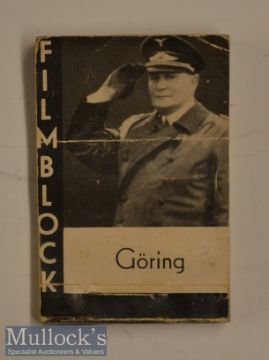 FILMBLOCK
Göring
Mullock's
Specialist Auctioneers & Valuers